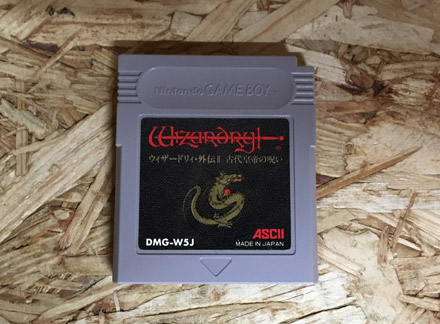 Nintendo GAME BOY
Wizardry
ウィザードリィ・外伝II 古代皇帝の呪い
DMG-W5J
ASCII
MADE IN JAPAN